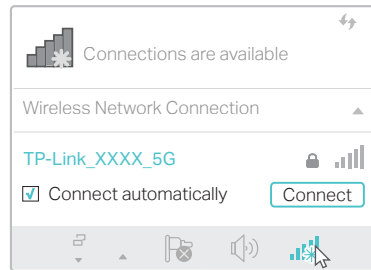 Connections are available
Wireless Network Connection
TP-Link_XXXX_5G
Connect automatically
Connect